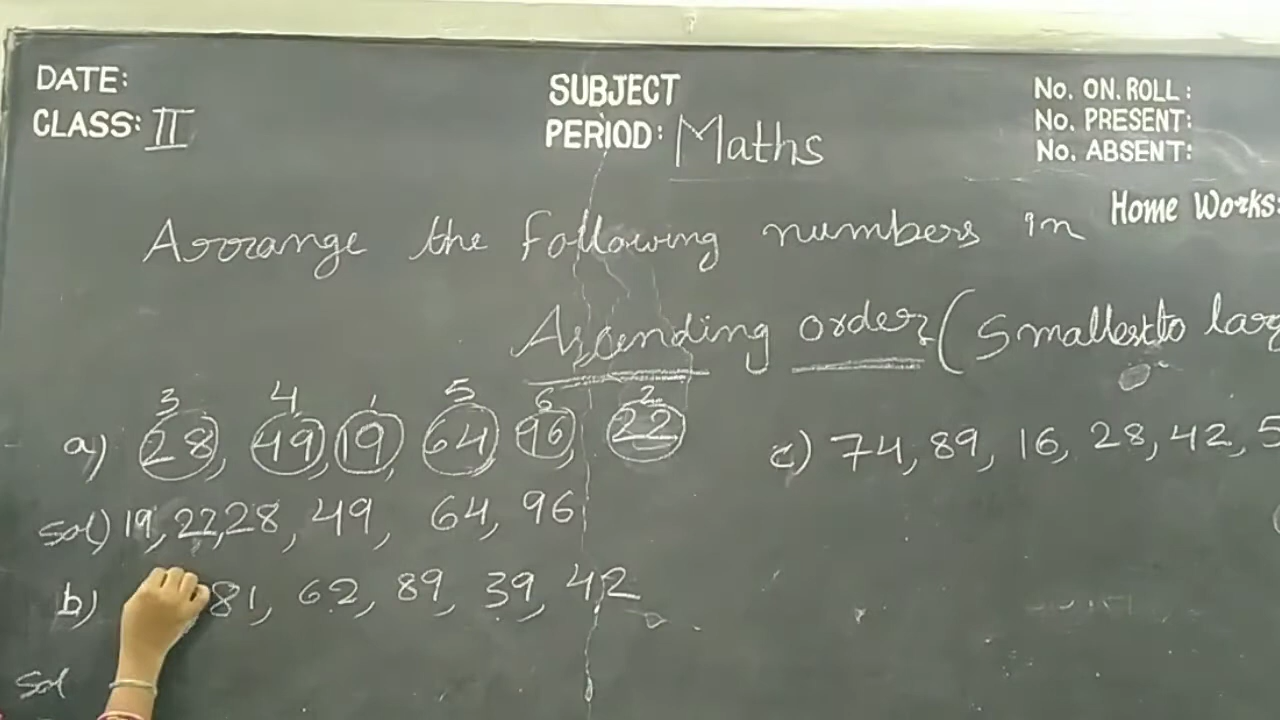 DATE:
CLASS: II
SUBJECT
PERIOD: Maths
No. ON. ROLL :
No. PRESENT:
No. ABSENT:
Home Works:
Arrange the following numbers in
Ascending order (Smallest to larg
3 4 1 5 6 2
a) 28, 49, 19, 64, 96, 22
Sol) 19, 22, 28, 49, 64, 96
b) 81, 62, 89, 39, 42
Sol
c) 74, 89, 16, 28, 42, 5